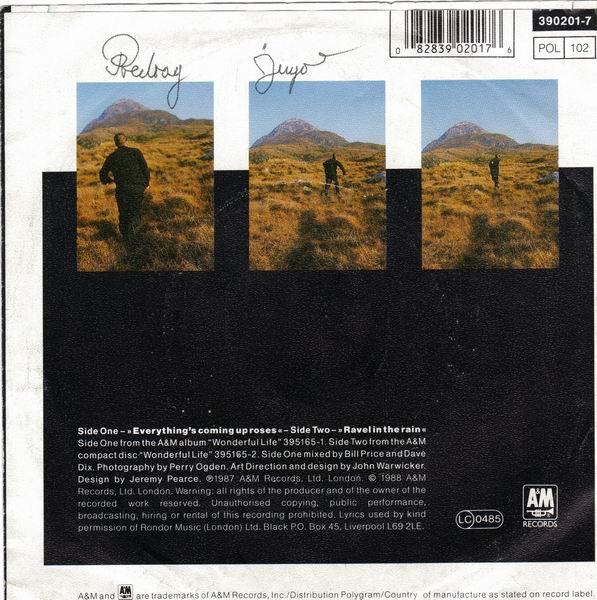 390201-7
POL 102
0 82839 02017 6
Predrag Jugo
Side One – » Everything's coming up roses « – Side Two – » Ravel in the rain «
Side One from the A&M album "Wonderful Life" 395165-1. Side Two from the A&M
compact disc "Wonderful Life" 395165-2. Side One mixed by Bill Price and Dave
Dix. Photography by Perry Ogden. Art Direction and design by John Warwicker.
Design by Jeremy Pearce. ℗1987 A&M Records, Ltd. London. © 1988 A&M
Records, Ltd. London. Warning: all rights of the producer and of the owner of the
recorded work reserved. Unauthorised copying, public performance,
broadcasting, hiring or rental of this recording prohibited. Lyrics used by kind
permission of Rondor Music (London) Ltd. Black P.O. Box 45, Liverpool L69 2LE.
LC 0485
A&M
RECORDS
A&M and A&M RECORDS are trademarks of A&M Records, Inc./Distribution Polygram/Country of manufacture as stated on record label.